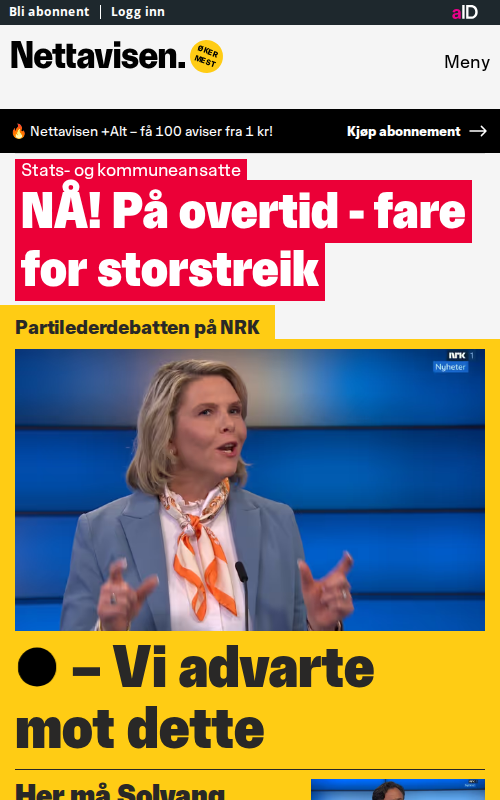 Bli abonnent | Logg inn
aID
Nettavisen.
ØKER
MEST
Meny
🔥 Nettavisen +Alt – få 100 aviser fra 1 kr!
Kjøp abonnement →
Stats- og kommuneansatte
NÅ! På overtid - fare
for storstreik
Partilederdebatten på NRK
NRK 1
Nyheter
● – Vi advarte
mot dette
Her må Solvang